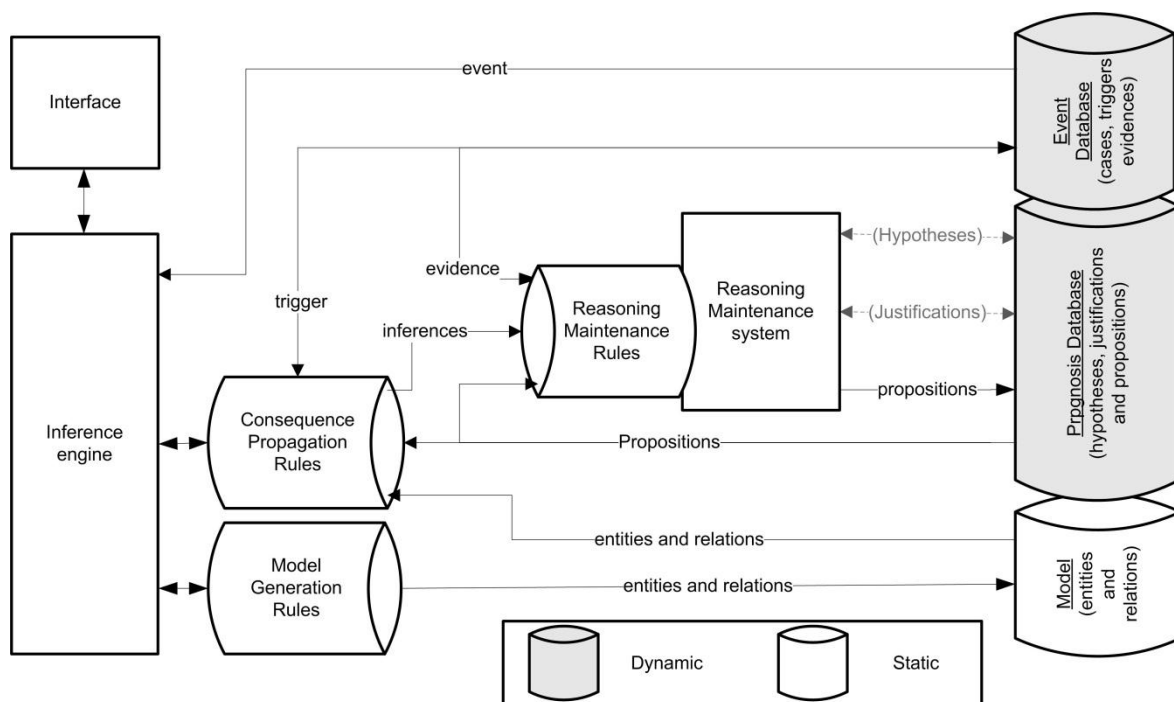 Interface
event
Event
Database
(cases, triggers
evidences)
(Hypotheses)
evidence
trigger
inferences
Reasoning
Maintenance
Rules
Reasoning
Maintenance
system
(Justifications)
propositions
Prpgnosis Database
(hypotheses, justifications
and propositions)
Inference
engine
Consequence
Propagation
Rules
Propositions
entities and relations
Model
Generation
Rules
entities and relations
Model
(entities
and
relations)
Dynamic
Static